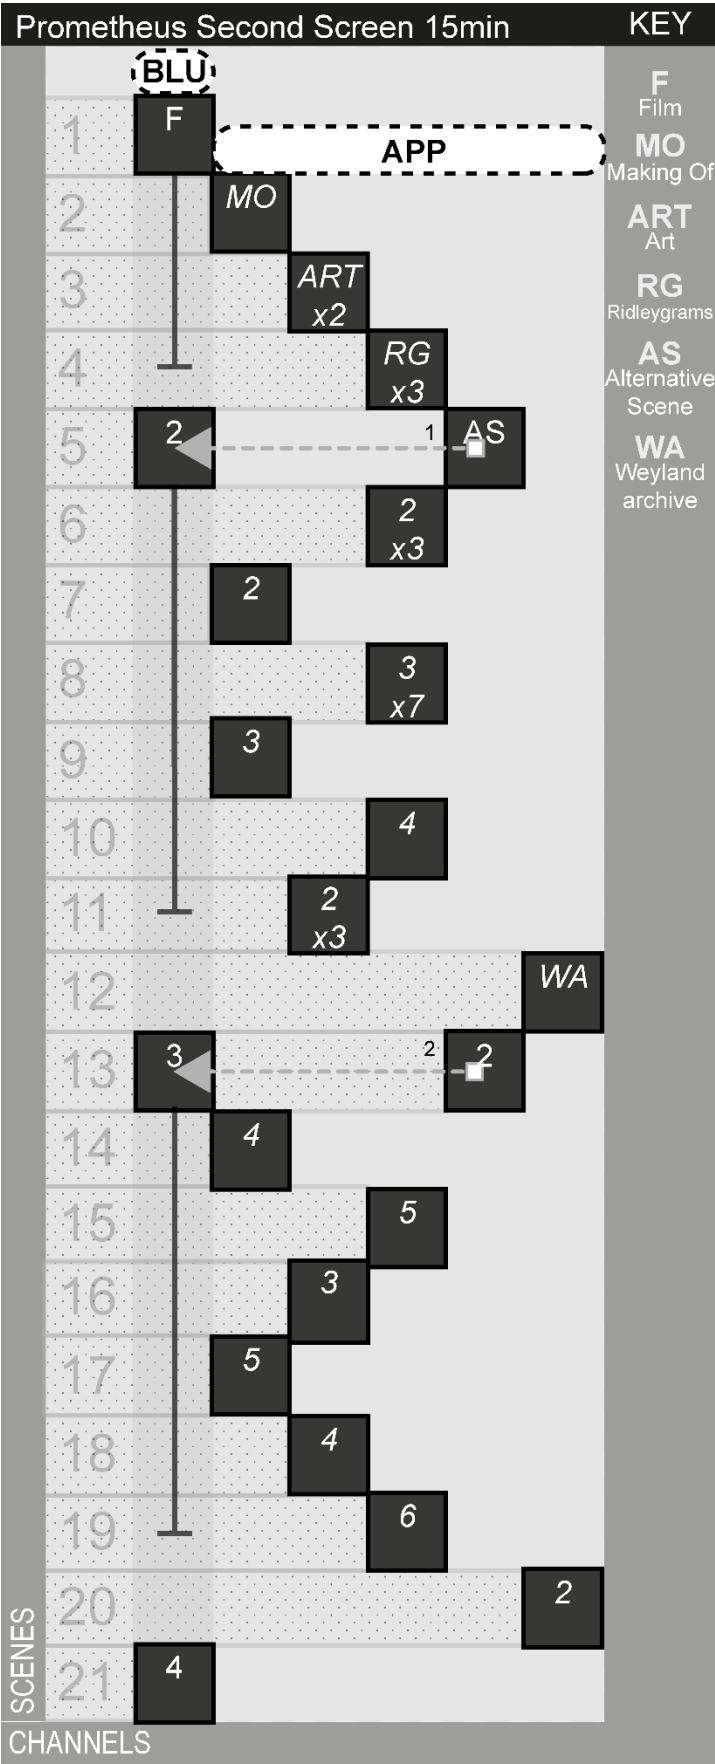 Prometheus Second Screen 15min
KEY
BLU
F
Film
MO
Making Of
ART
Art
RG
Ridleygrams
AS
Alternative
Scene
WA
Weyland
archive
1
F
APP
2
MO
3
ART
x2
4
RG
x3
5
2
1
AS
6
2
x3
7
2
8
3
x7
9
3
10
4
11
2
x3
12
WA
13
3
2
2
14
4
15
5
16
3
17
5
18
4
19
6
20
2
21
4
SCENES
CHANNELS